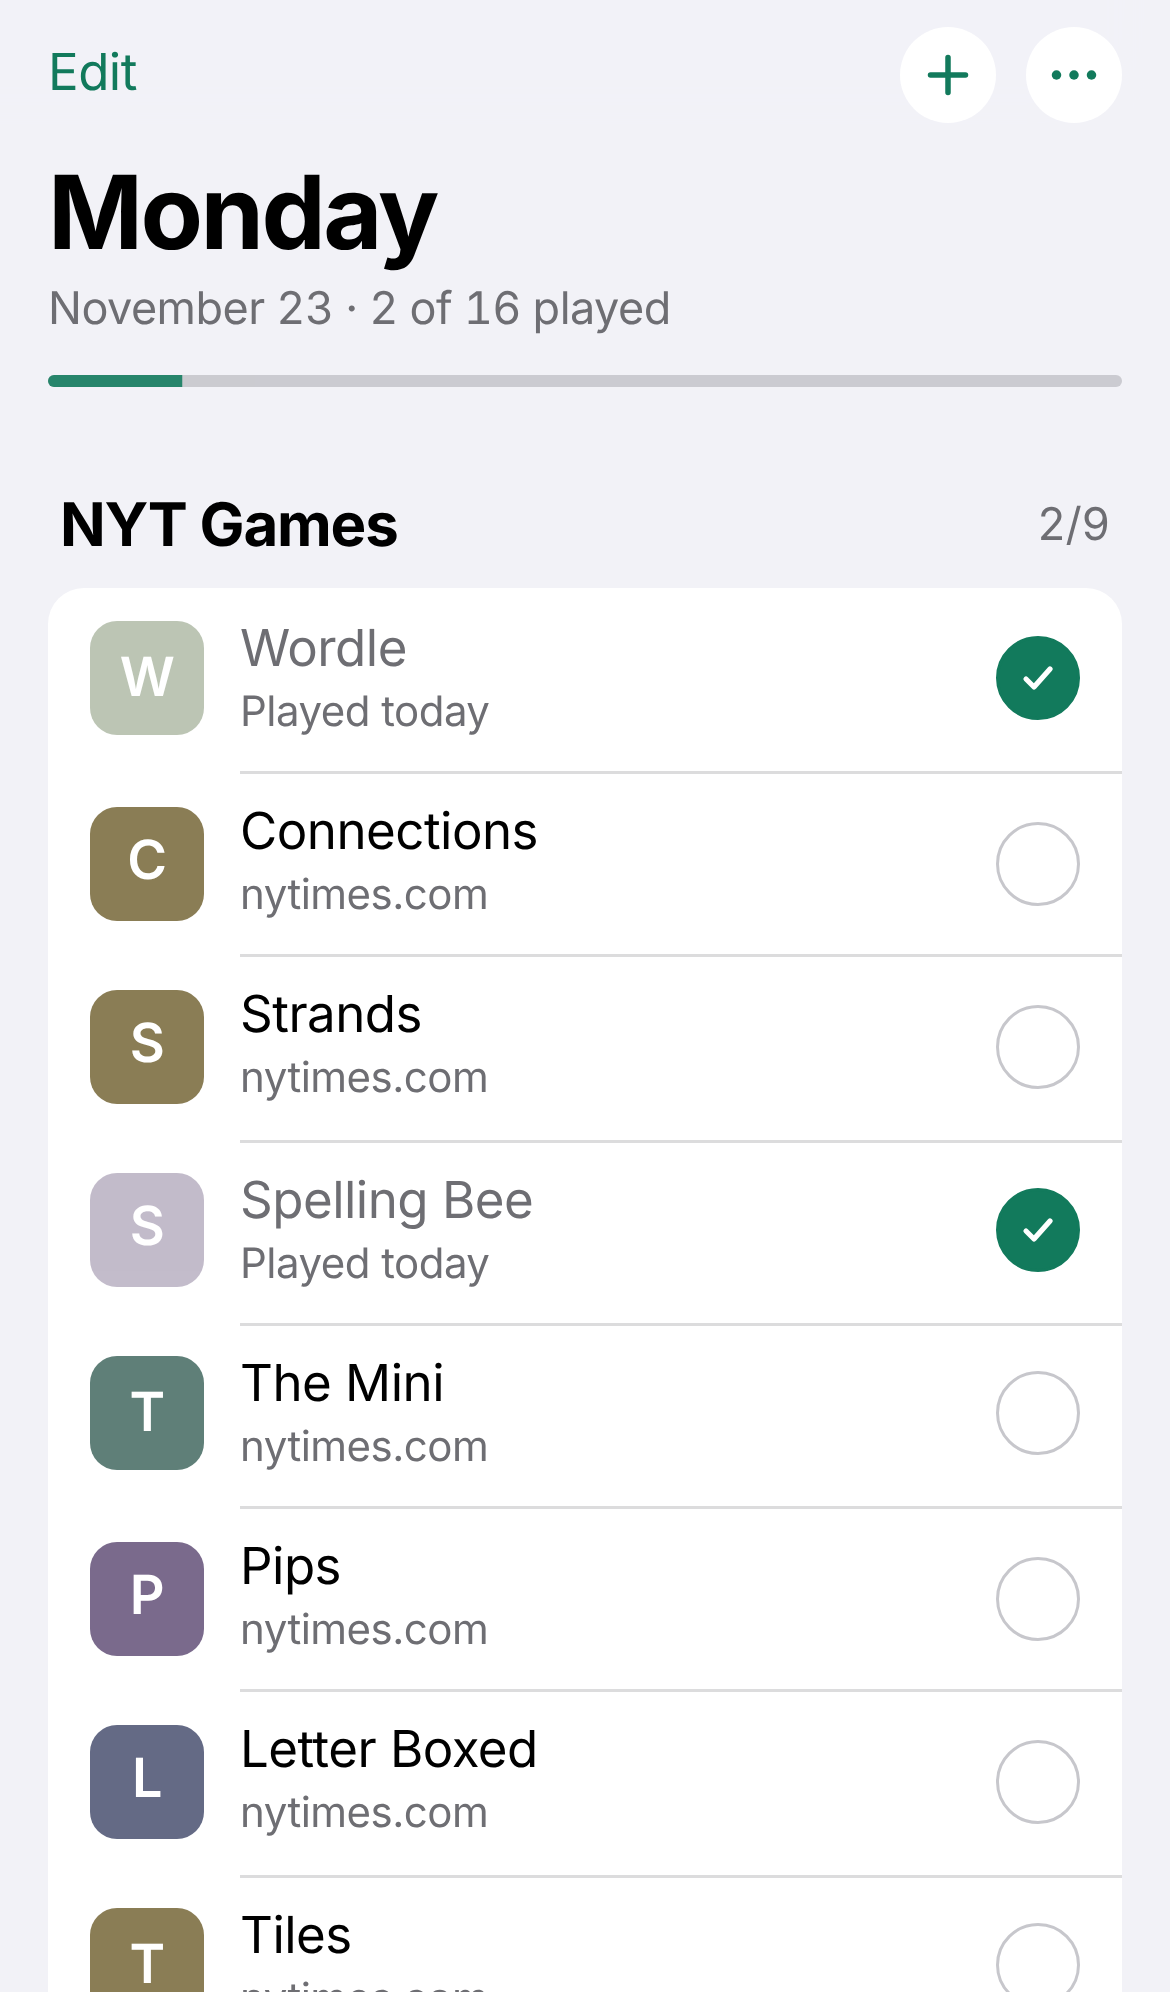 Edit
Monday
November 23 · 2 of 16 played
NYT Games
2/9
W
Wordle
Played today
C
Connections
nytimes.com
S
Strands
nytimes.com
S
Spelling Bee
Played today
T
The Mini
nytimes.com
P
Pips
nytimes.com
L
Letter Boxed
nytimes.com
T
Tiles